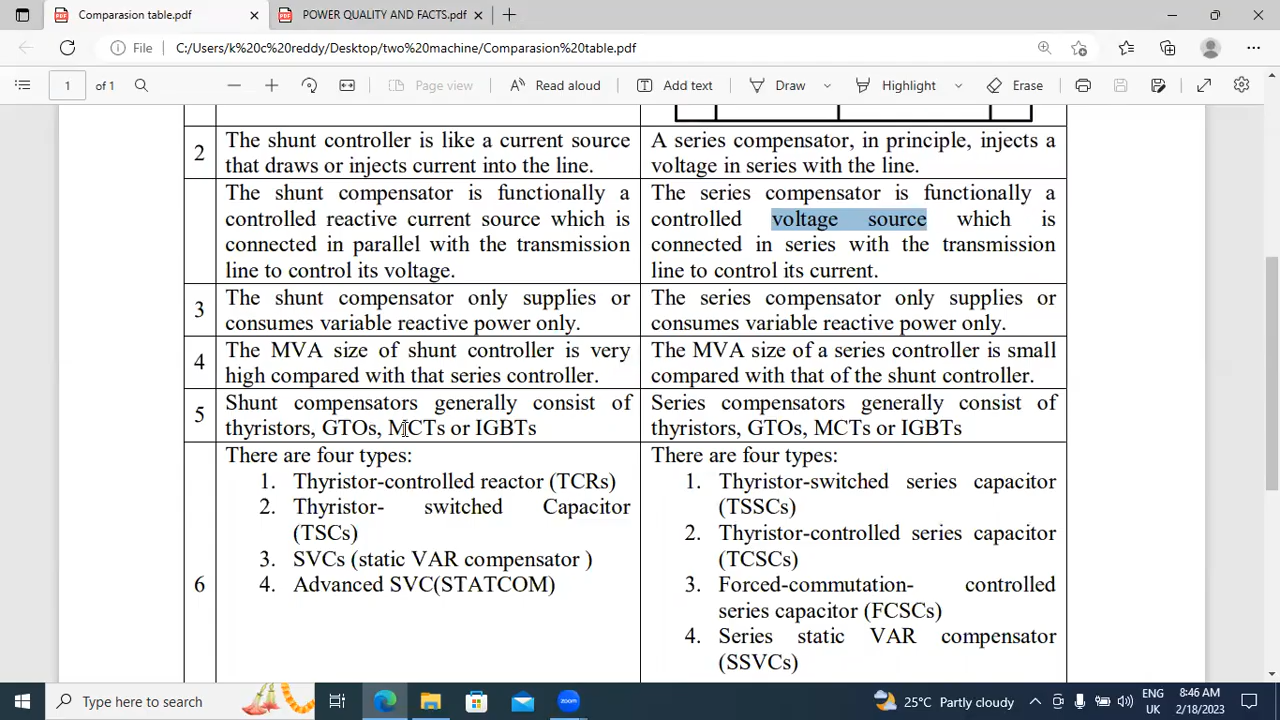 Comparasion table.pdf
POWER QUALITY AND FACTS.pdf
File
C:/Users/k%20c%20reddy/Desktop/two%20machine/Comparasion%20table.pdf
1 of 1
Page view
Read aloud
Add text
Draw
Highlight
Erase
2
The shunt controller is like a current source
that draws or injects current into the line.
A series compensator, in principle, injects a
voltage in series with the line.
The shunt compensator is functionally a
controlled reactive current source which is
connected in parallel with the transmission
line to control its voltage.
The series compensator is functionally a
controlled voltage source which is
connected in series with the transmission
line to control its current.
3
The shunt compensator only supplies or
consumes variable reactive power only.
The series compensator only supplies or
consumes variable reactive power only.
4
The MVA size of shunt controller is very
high compared with that series controller.
The MVA size of a series controller is small
compared with that of the shunt controller.
5
Shunt compensators generally consist of
thyristors, GTOs, MCTs or IGBTs
Series compensators generally consist of
thyristors, GTOs, MCTs or IGBTs
6
There are four types:
1. Thyristor-controlled reactor (TCRs)
2. Thyristor- switched Capacitor
(TSCs)
3. SVCs (static VAR compensator )
4. Advanced SVC(STATCOM)
There are four types:
1. Thyristor-switched series capacitor
(TSSCs)
2. Thyristor-controlled series capacitor
(TCSCs)
3. Forced-commutation- controlled
series capacitor (FCSCs)
4. Series static VAR compensator
(SSVCs)
Type here to search
zoom
25°C Partly cloudy
ENG
UK
8:46 AM
2/18/2023